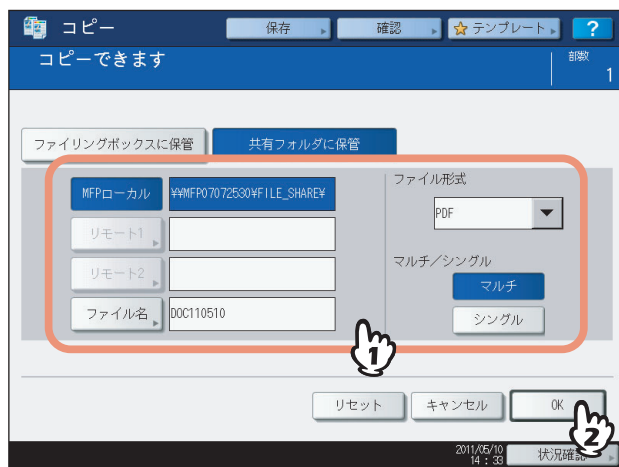 コピー 保存 確認 テンプレート ?
コピーできます 部数
1
ファイリングボックスに保管 共有フォルダに保管
MFPローカル ¥¥MFP07072530¥FILE_SHARE¥ ファイル形式
PDF
リモート1
リモート2 マルチ/シングル
マルチ
ファイル名 DOC110510
シングル
1
リセット キャンセル OK
2
2011/05/10
14:33 状況確認